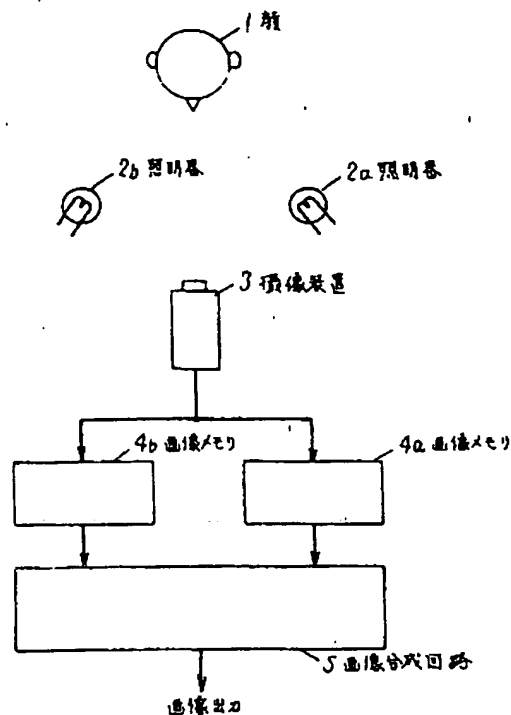 1 顔
2b 照明器
2a 照明器
3 撮像装置
4b 画像メモリ
4a 画像メモリ
5 画像合成回路
画像出力